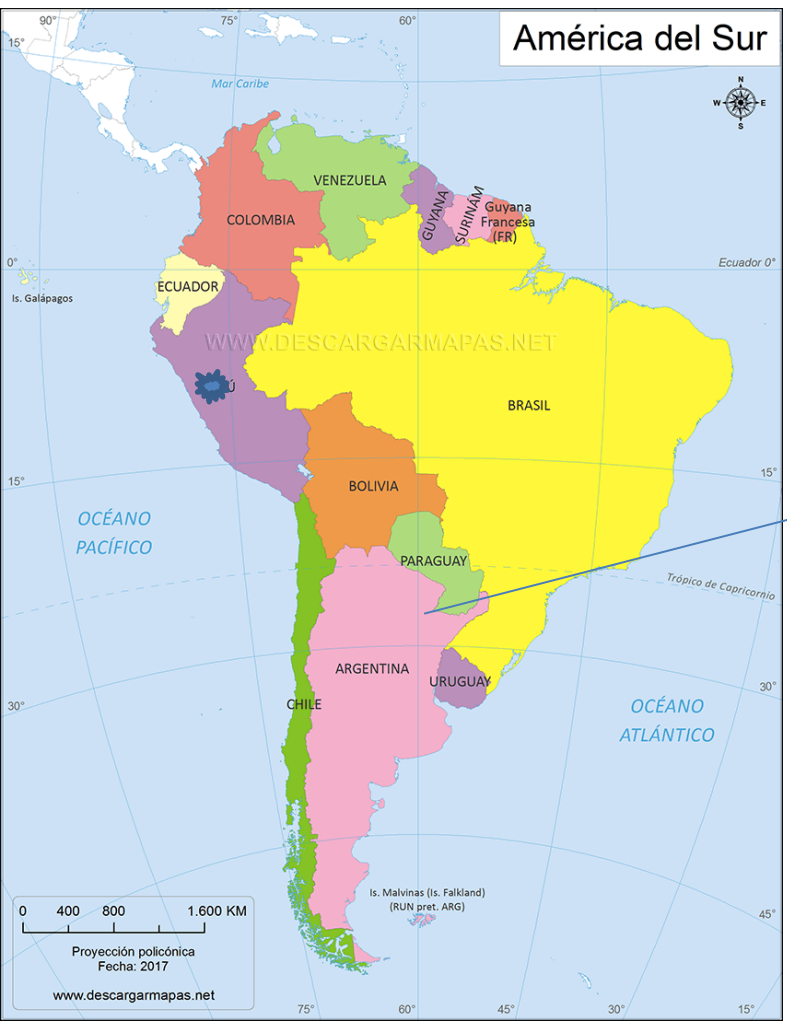 90°
75°
60°
América del Sur
15°
Mar Caribe
N
W E
S
VENEZUELA
COLOMBIA
GUYANA
SURINÁM
Guyana
Francesa
(FR)
0°
Ecuador 0°
ECUADOR
Is. Galápagos
WWW.DESCARGARMAPAS.NET
Ú
BRASIL
15°
15°
BOLIVIA
OCÉANO
PACÍFICO
PARAGUAY
Trópico de Capricornio
ARGENTINA
URUGUAY
30°
30°
CHILE
OCÉANO
ATLÁNTICO
Is. Malvinas (Is. Falkland)
(RUN pret. ARG)
0 400 800 1.600 KM
45°
Proyección policónica
Fecha: 2017
www.descargarmapas.net
75°
60°
45°
30°
15°